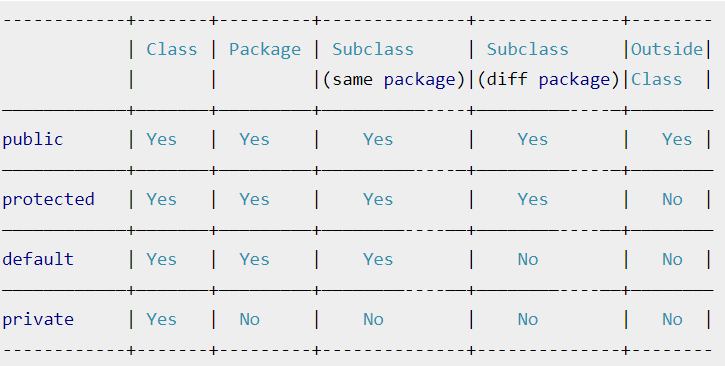 ------------+-------+---------+--------------+--------------+--------
| Class | Package | Subclass | Subclass |Outside|
| | |(same package)|(diff package)|Class |
————————————+———————+—————————+——————————----—+——————————----—+————————
public | Yes | Yes | Yes | Yes | Yes |
————————————+———————+—————————+—————————----—-+—————————----——+————————
protected | Yes | Yes | Yes | Yes | No |
————————————+———————+—————————+————————----——+————————----——+————————
default | Yes | Yes | Yes | No | No |
————————————+———————+—————————+————————----——+————————----——+————————
private | Yes | No | No | No | No |
------------+-------+---------+--------------+--------------+--------